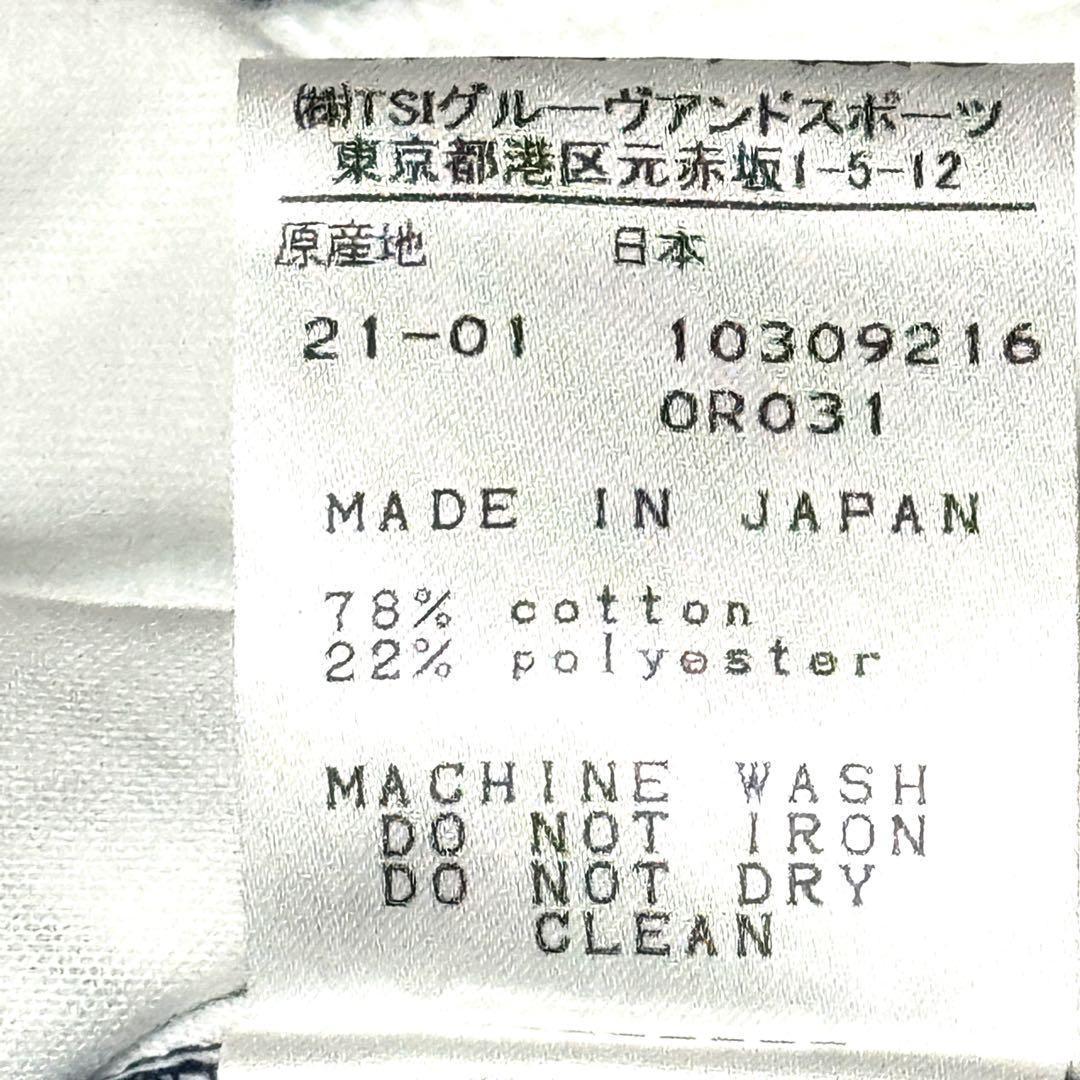 ㈱TSIグルーヴアンドスポーツ
東京都港区元赤坂1-5-12
原産地 日本
21-01 10309216
0R031
MADE IN JAPAN
78% cotton
22% polyester
MACHINE WASH
DO NOT IRON
DO NOT DRY
CLEAN